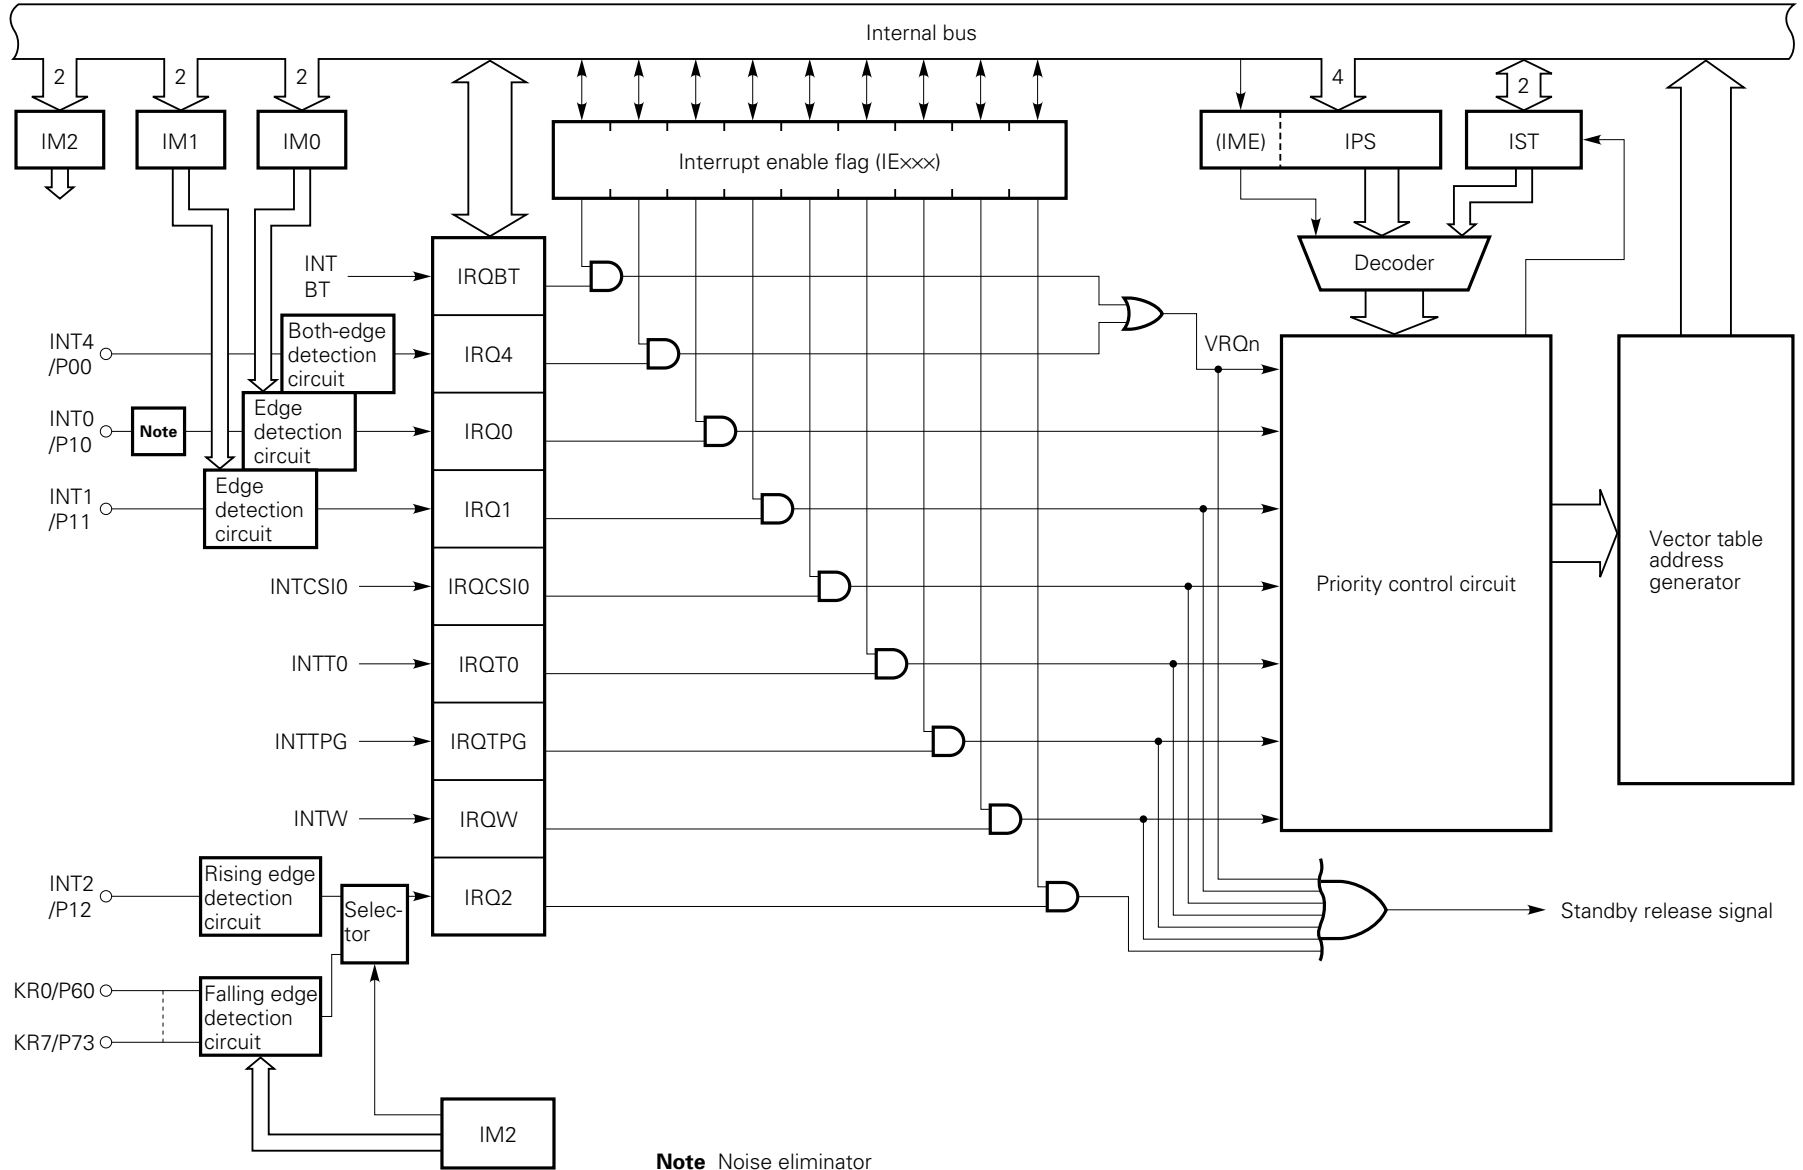 Internal bus
2
2
2
4
2
IM2
IM1
IM0
Interrupt enable flag (IE×××)
(IME)
IPS
IST
INT
BT
IRQBT
Decoder
INT4
/P00
Both-edge
detection
circuit
IRQ4
VRQn
INT0
/P10
Note
Edge
detection
circuit
IRQ0
INT1
/P11
Edge
detection
circuit
IRQ1
INTCSI0
IRQCSI0
Priority control circuit
Vector table
address
generator
INTT0
IRQT0
INTTPG
IRQTPG
INTW
IRQW
INT2
/P12
Rising edge
detection
circuit
Selec-
tor
IRQ2
Standby release signal
KR0/P60
KR7/P73
Falling edge
detection
circuit
IM2
Note Noise eliminator